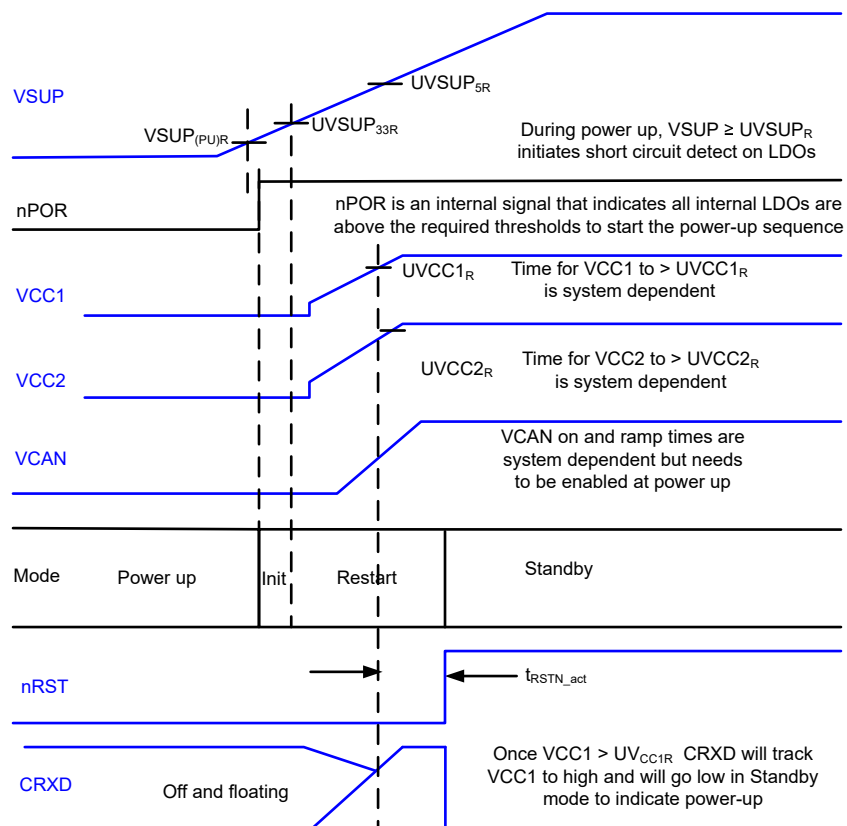 UVSUP5R
VSUP
VSUP(PU)R
UVSUP33R
During power up, VSUP ≥ UVSUPR
initiates short circuit detect on LDOs
nPOR
nPOR is an internal signal that indicates all internal LDOs are
above the required thresholds to start the power-up sequence
UVCC1R
Time for VCC1 to > UVCC1R
is system dependent
VCC1
UVCC2R
Time for VCC2 to > UVCC2R
is system dependent
VCC2
VCAN
VCAN on and ramp times are
system dependent but needs
to be enabled at power up
Mode
Power up
Init
Restart
Standby
nRST
tRSTN_act
CRXD
Off and floating
Once VCC1 > UVCC1R CRXD will track
VCC1 to high and will go low in Standby
mode to indicate power-up